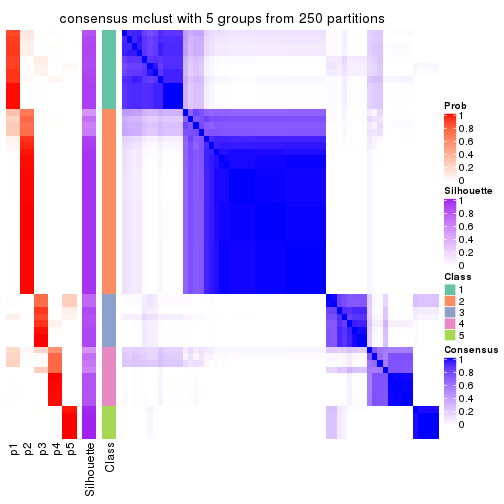 consensus mclust with 5 groups from 250 partitions
Prob
1
0.8
0.6
0.4
0.2
0
Silhouette
1
0.8
0.6
0.4
0.2
0
Class
1
2
3
4
5
Consensus
1
0.8
0.6
0.4
0.2
0
p1
p2
p3
p4
p5
Silhouette
Class